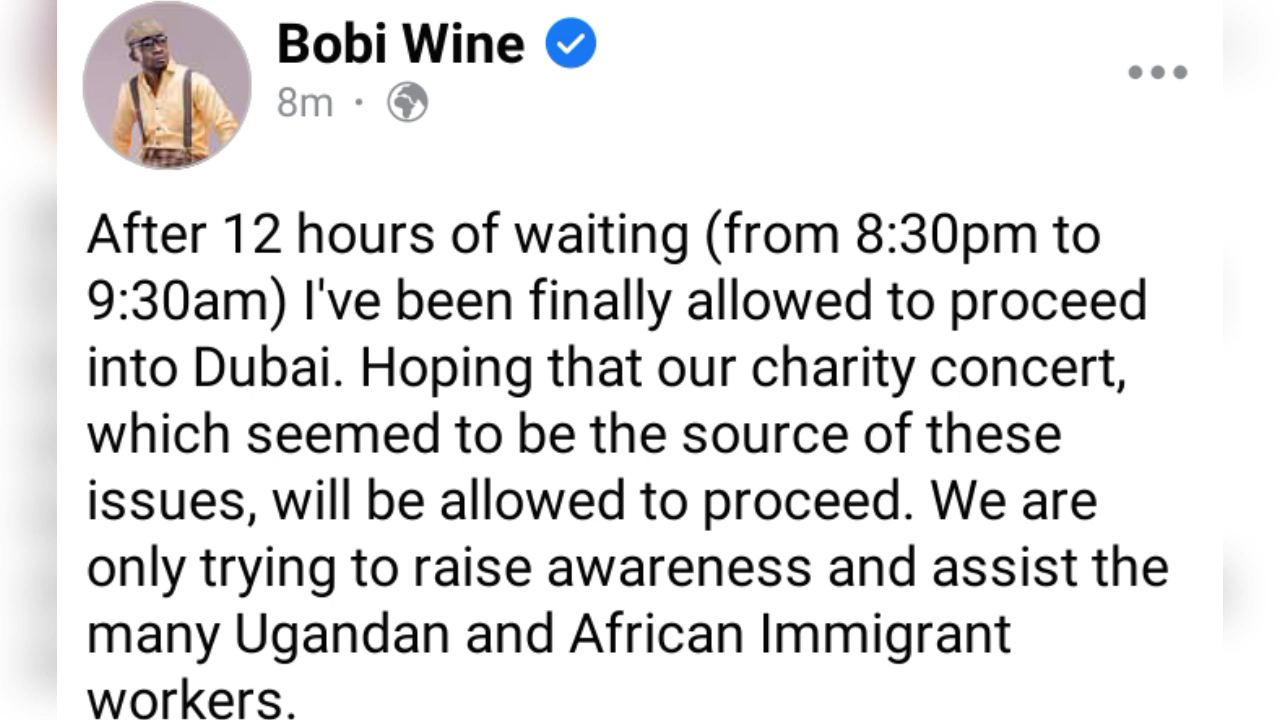 Bobi Wine
8m ·
After 12 hours of waiting (from 8:30pm to
9:30am) I've been finally allowed to proceed
into Dubai. Hoping that our charity concert,
which seemed to be the source of these
issues, will be allowed to proceed. We are
only trying to raise awareness and assist the
many Ugandan and African Immigrant
workers.